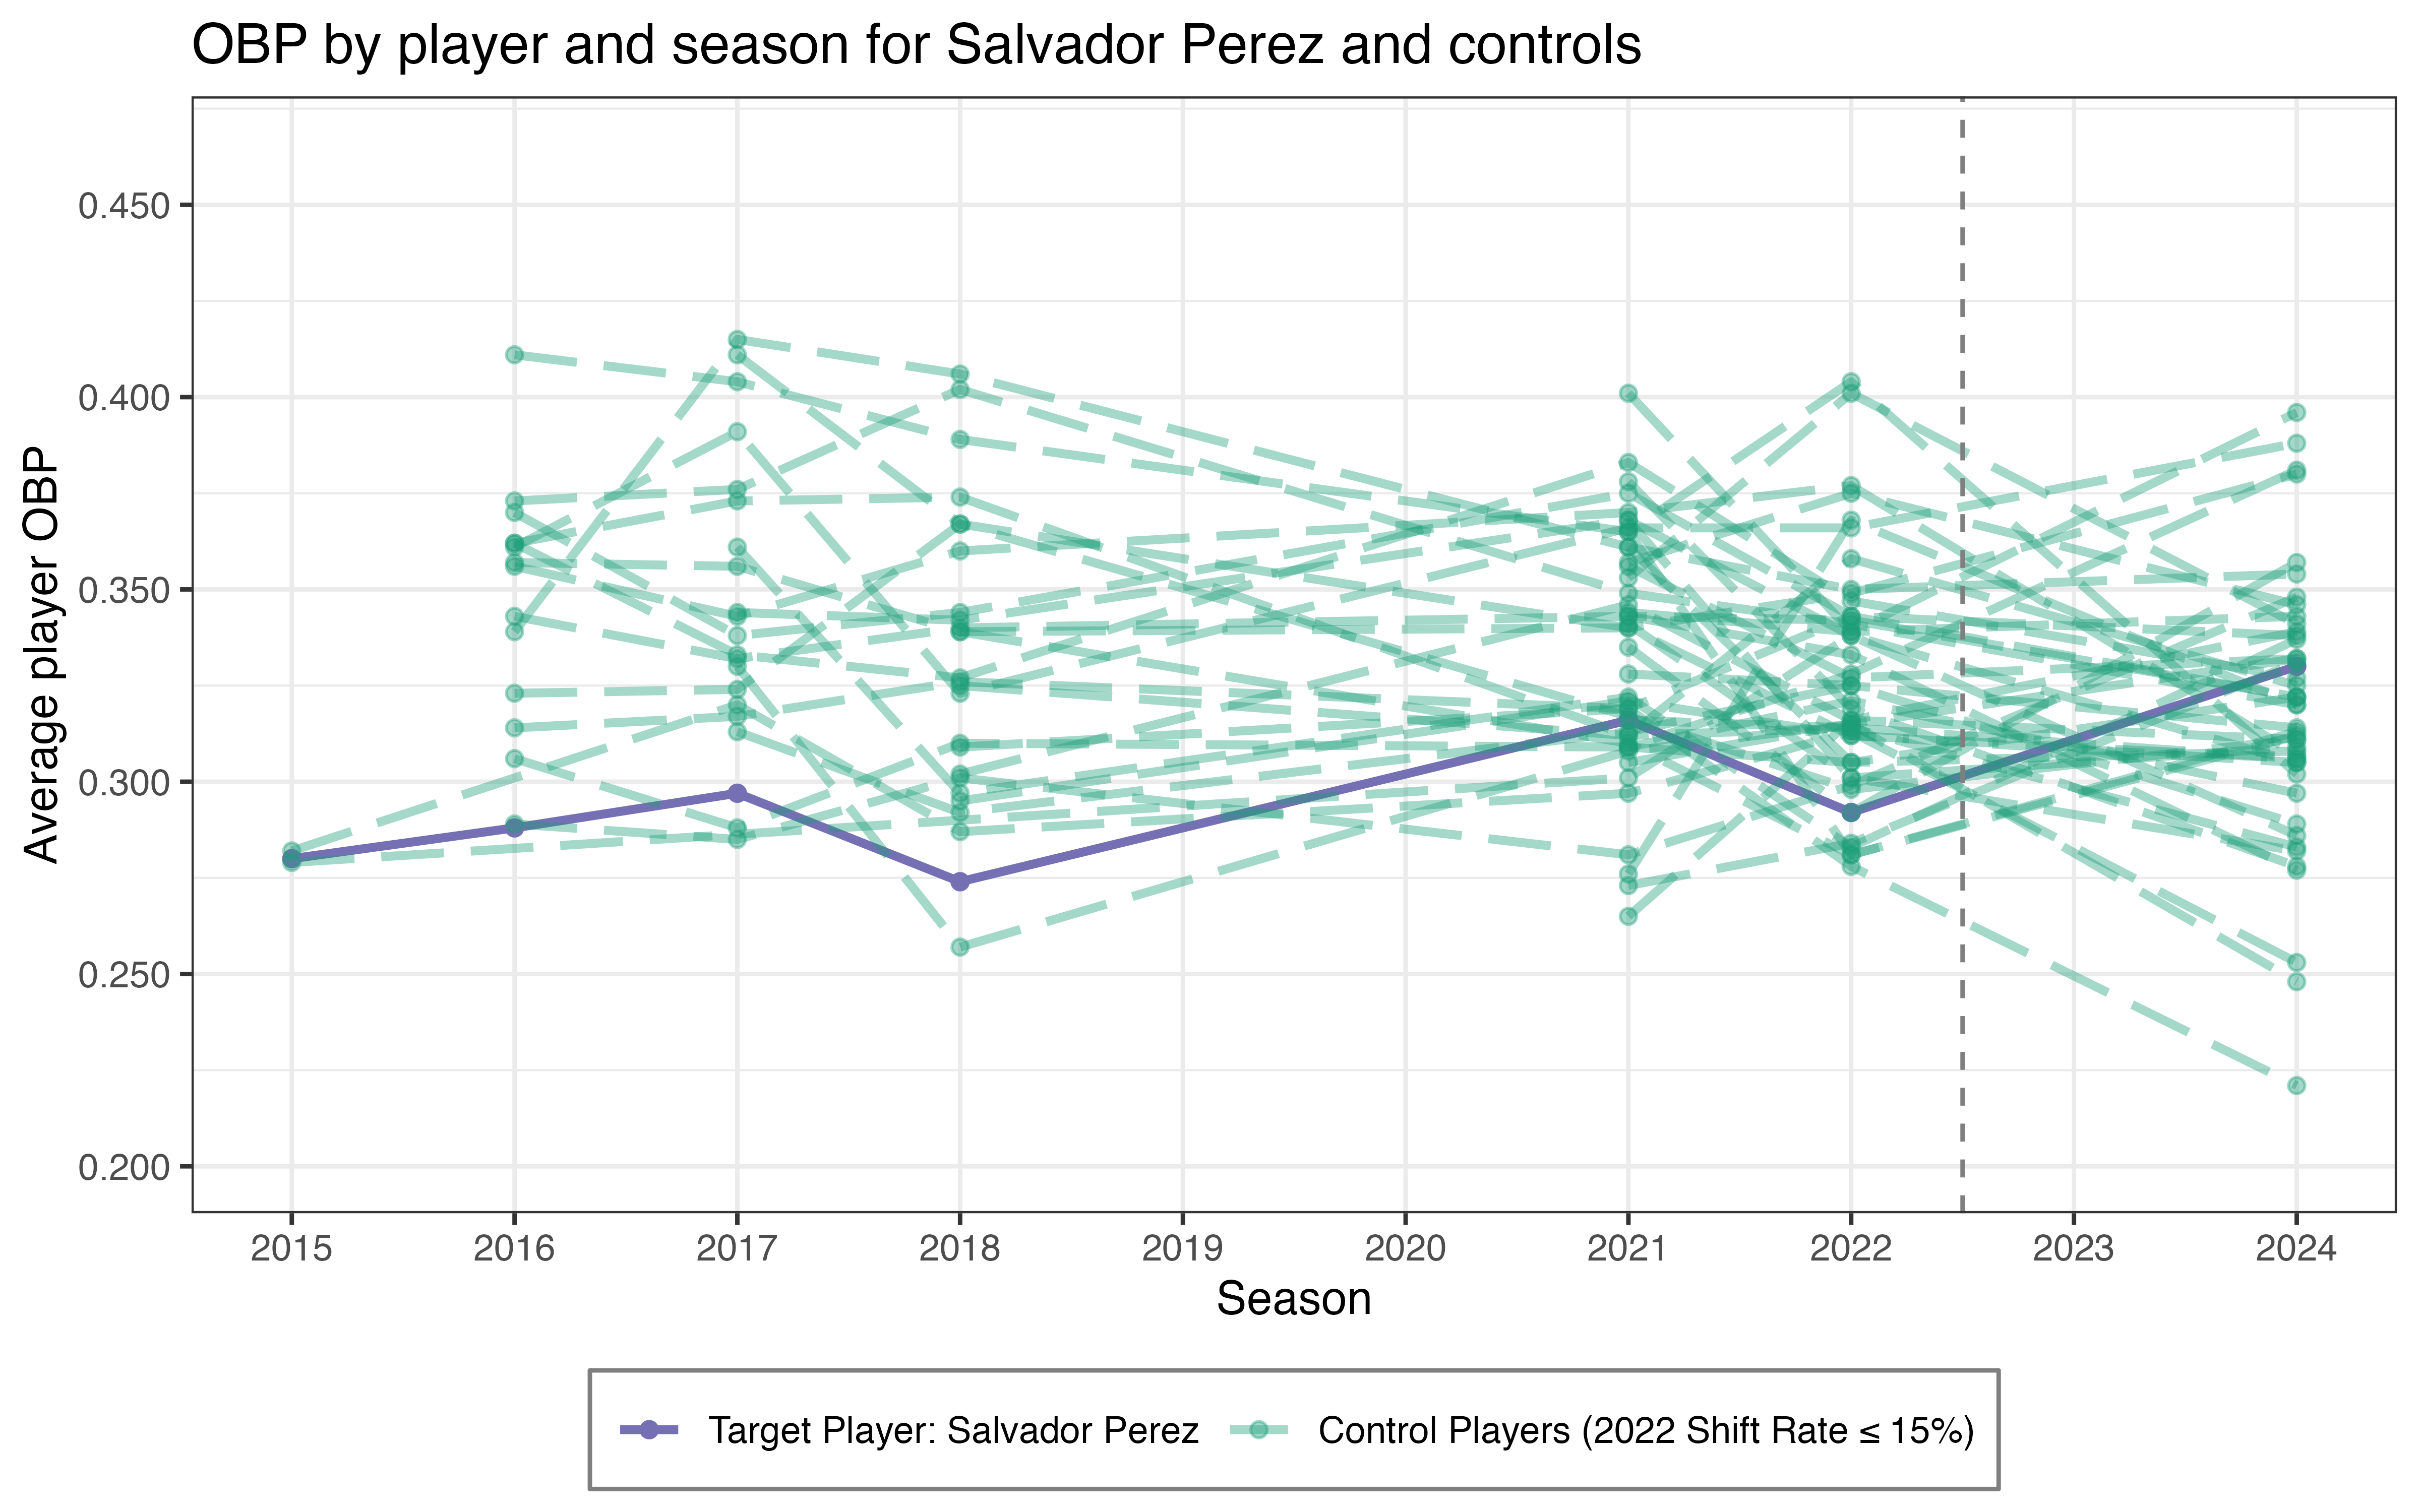 OBP by player and season for Salvador Perez and controls
Average player OBP
0.450
0.400
0.350
0.300
0.250
0.200
2015 2016 2017 2018 2019 2020 2021 2022 2023 2024
Season
Target Player: Salvador Perez Control Players (2022 Shift Rate ≤ 15%)